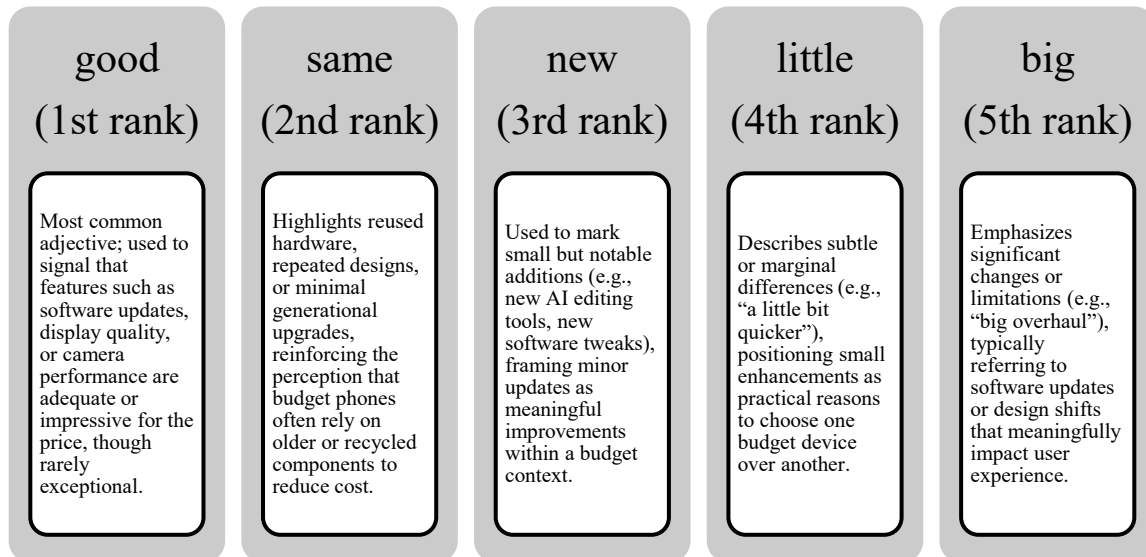 good
(1st rank)
Most common
adjective; used to
signal that
features such as
software updates,
display quality,
or camera
performance are
adequate or
impressive for the
price, though
rarely
exceptional.
same
(2nd rank)
Highlights reused
hardware,
repeated designs,
or minimal
generational
upgrades,
reinforcing the
perception that
budget phones
often rely on
older or recycled
components to
reduce cost.
new
(3rd rank)
Used to mark
small but notable
additions (e.g.,
new AI editing
tools, new
software tweaks),
framing minor
updates as
meaningful
improvements
within a budget
context.
little
(4th rank)
Describes subtle
or marginal
differences (e.g.,
“a little bit
quicker”),
positioning small
enhancements as
practical reasons
to choose one
budget device
over another.
big
(5th rank)
Emphasizes
significant
changes or
limitations (e.g.,
“big overhaul”),
typically
referring to
software updates
or design shifts
that meaningfully
impact user
experience.